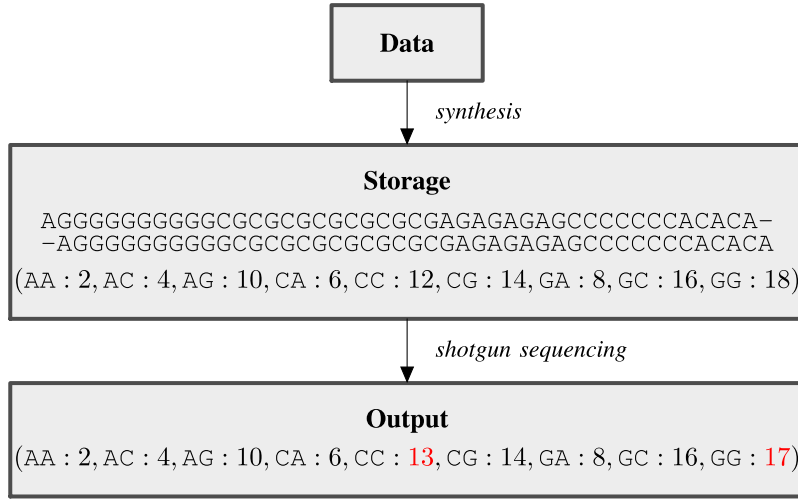 Data
synthesis
Storage
AGGGGGGGGGGCGCGCGCGCGCGCGAGAGAGAGCCCCCCCACACA–
–AGGGGGGGGGGCGCGCGCGCGCGCGAGAGAGAGCCCCCCCACACA
(AA : 2, AC : 4, AG : 10, CA : 6, CC : 12, CG : 14, GA : 8, GC : 16, GG : 18)
shotgun sequencing
Output
(AA : 2, AC : 4, AG : 10, CA : 6, CC : 13, CG : 14, GA : 8, GC : 16, GG : 17)